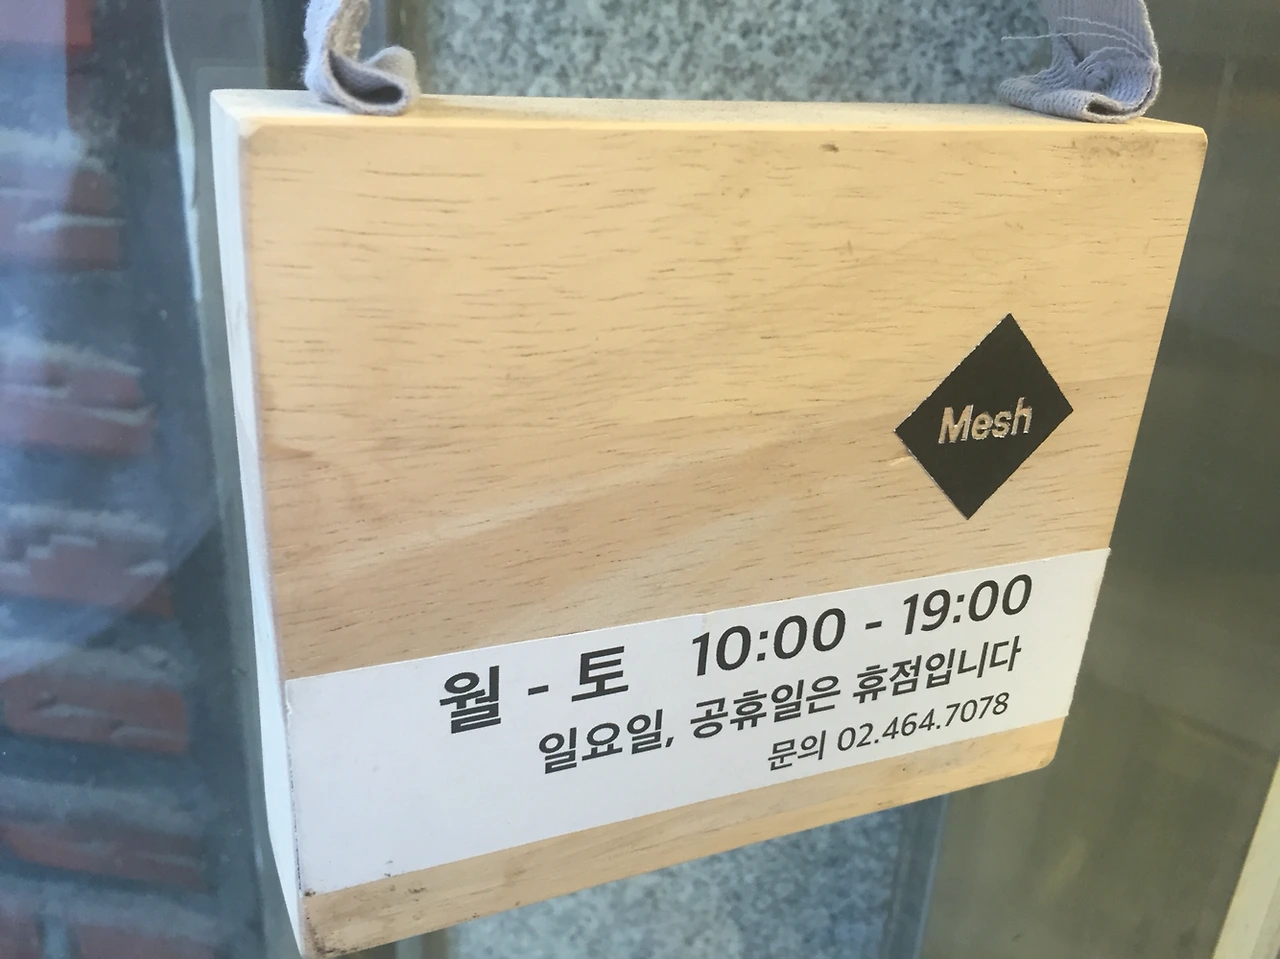 Mesh
월 - 토 10:00 - 19:00
일요일, 공휴일은 휴점입니다
문의 02.464.7078